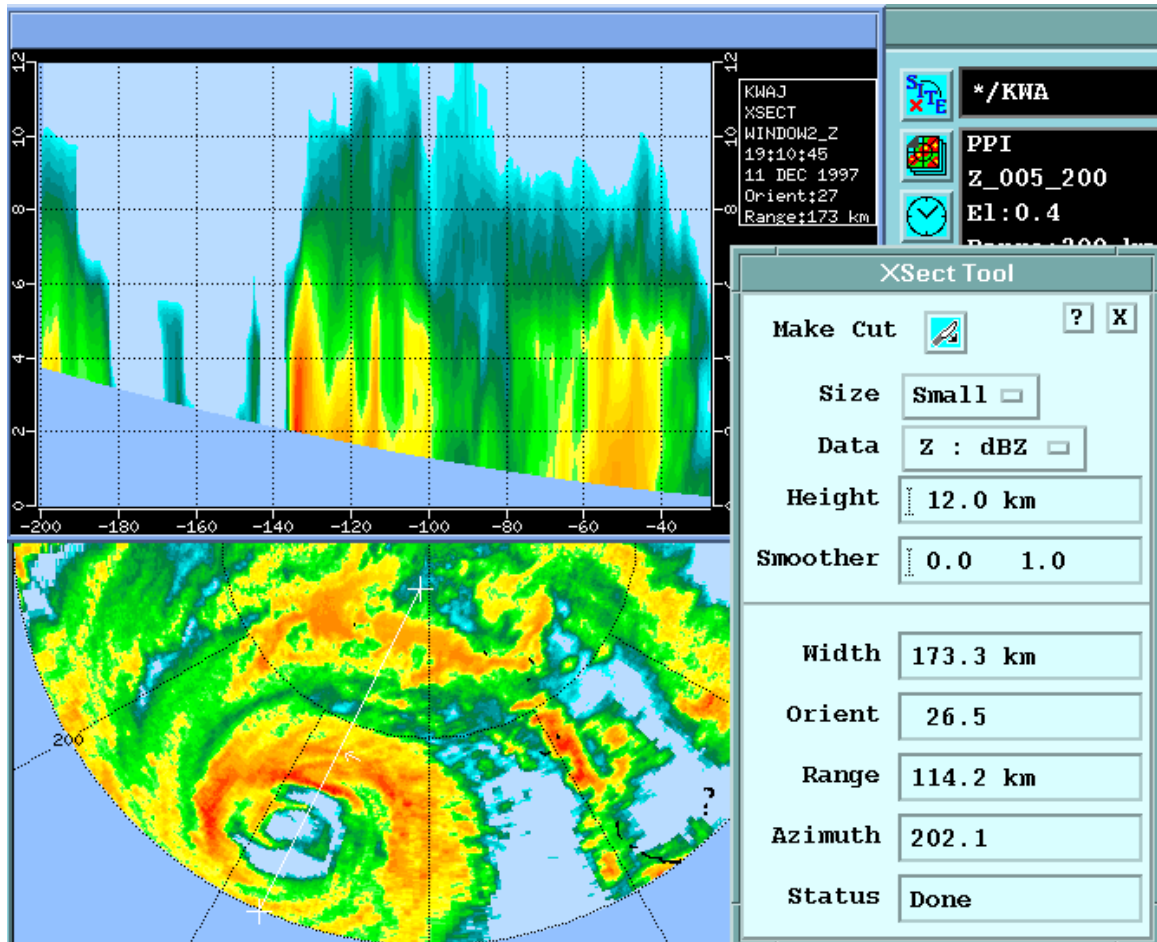 12
10
8
6
4
2
0
-200 -180 -160 -140 -120 -100 -80 -60 -40
12
10
8
6
4
2
0
KWAJ
XSECT
WINDOW2_Z
19:10:45
11 DEC 1997
Orient:27
Range:173 km
SITE
*/KWA
PPI
Z_005_200
El:0.4
Range:200 km
XSect Tool
Make Cut
? X
Size Small
Data Z : dBZ
Height 12.0 km
Smoother 0.0 1.0
Width 173.3 km
Orient 26.5
Range 114.2 km
Azimuth 202.1
Status Done
200